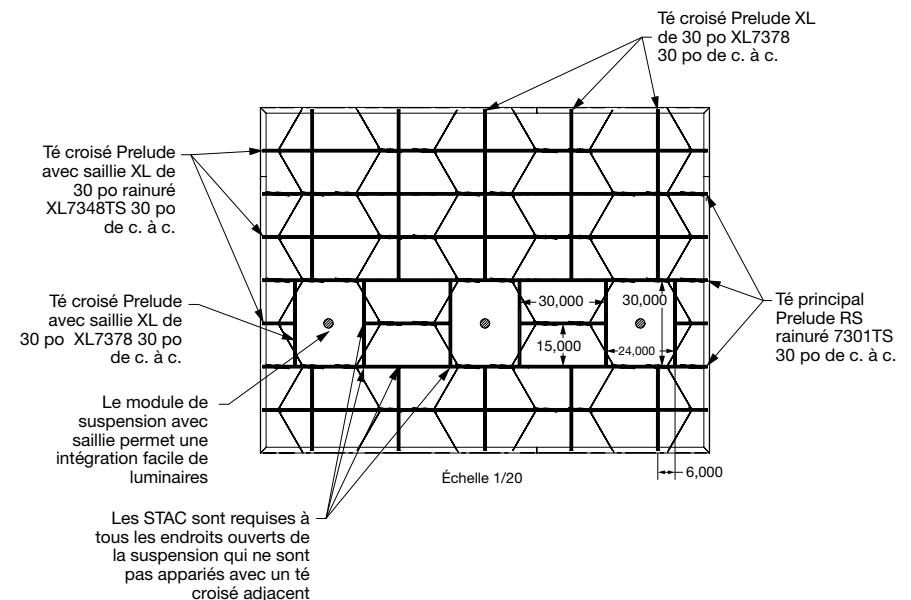 Té croisé Prelude XL
de 30 po XL7378
30 po de c. à c.
Té croisé Prelude
avec saillie XL de
30 po rainuré
XL7348TS 30 po
de c. à c.
Té croisé Prelude
avec saillie XL de
30 po  XL7378 30 po
de c. à c.
30,000
30,000
15,000
24,000
Té principal
Prelude RS
rainuré 7301TS
30 po de c. à c.
Le module de
suspension avec
saillie permet une
intégration facile de
luminaires
Échelle 1/20
6,000
Les STAC sont requises à
tous les endroits ouverts de
la suspension qui ne sont
pas appariés avec un té
croisé adjacent